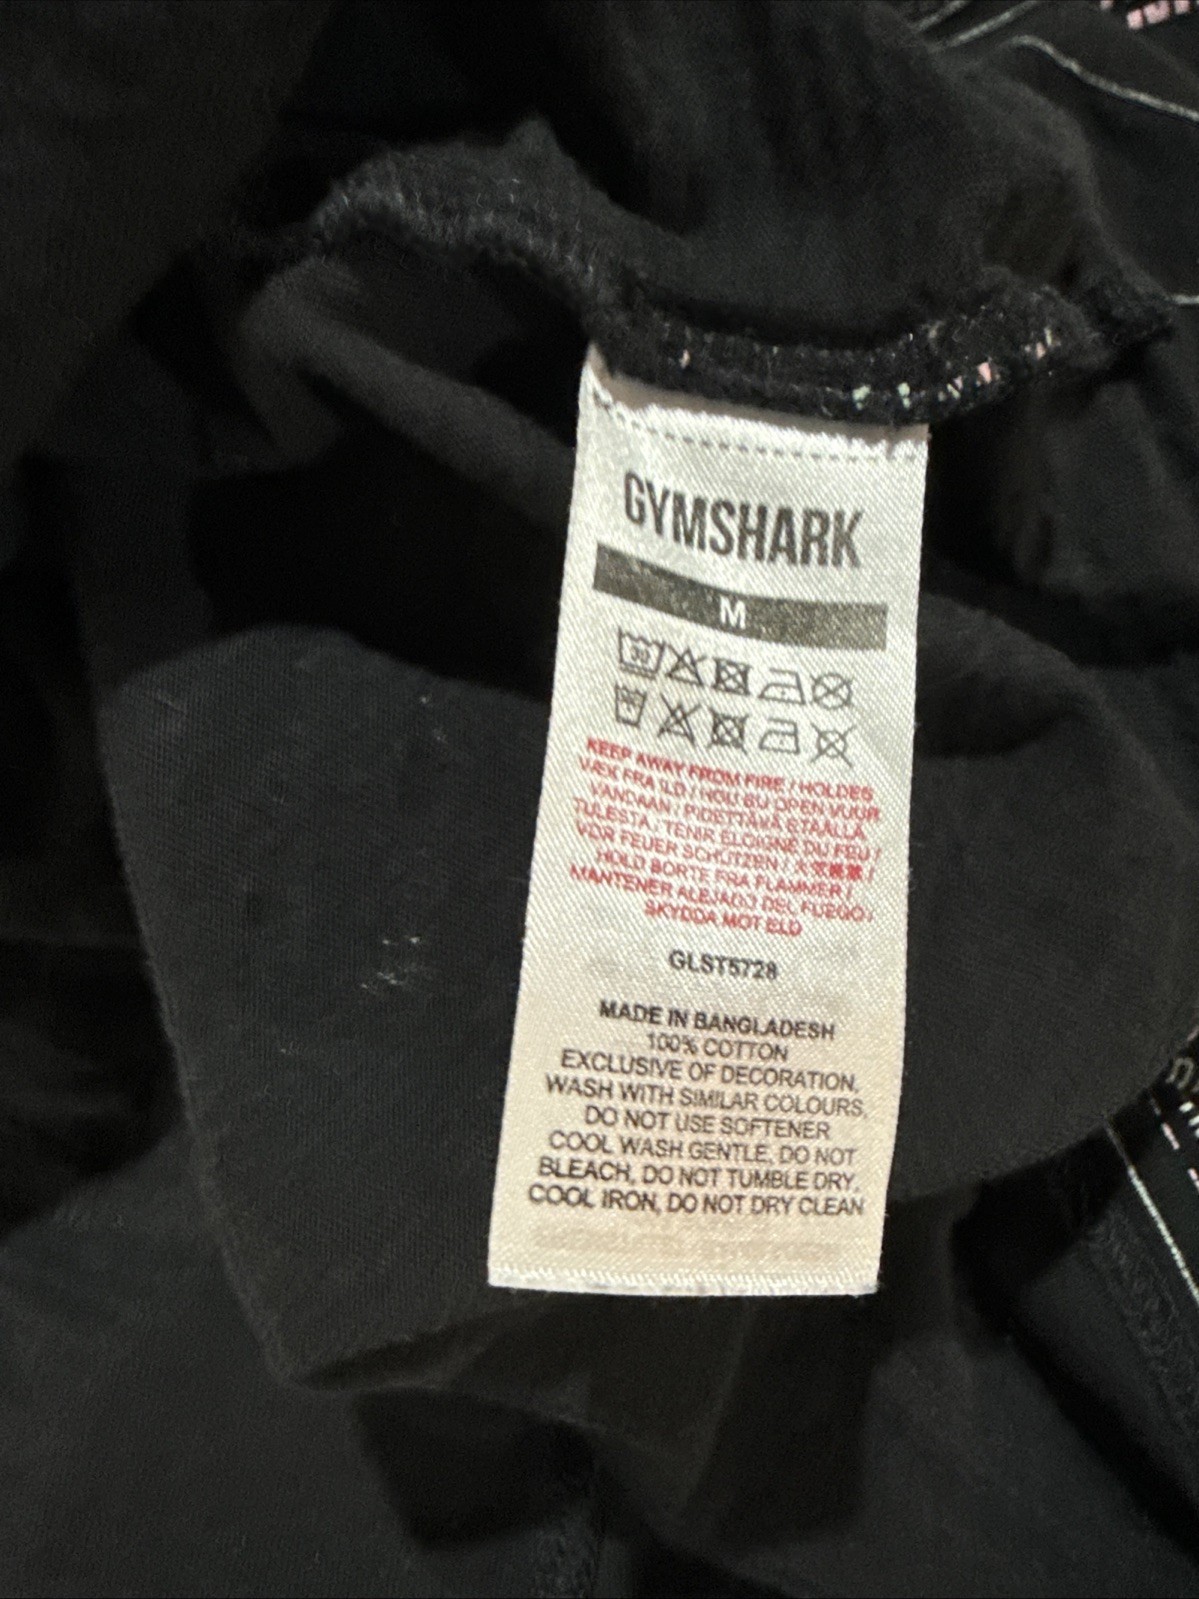 GYMSHARK
M
30
KEEP AWAY FROM FIRE / HOLDES
VÆK FRA ILD / HOU BIJ OPEN VUUR
VANDAAN / PIDETTÄVÄ ETÄÄLLÄ
TULESTA / TENIR ÉLOIGNÉ DU FEU /
VOR FEUER SCHÜTZEN /
HOLD BORTE FRA FLAMMER /
MANTENER ALEJADO DEL FUEGO /
SKYDDA MOT ELD
GLST5728
MADE IN BANGLADESH
100% COTTON
EXCLUSIVE OF DECORATION,
WASH WITH SIMILAR COLOURS,
DO NOT USE SOFTENER
COOL WASH GENTLE, DO NOT
BLEACH, DO NOT TUMBLE DRY,
COOL IRON, DO NOT DRY CLEAN